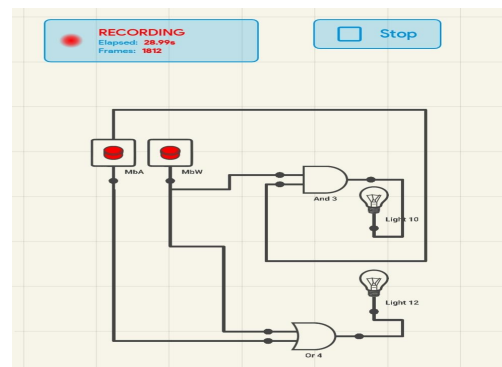 RECORDING
Elapsed: 28.99s
Frames: 1812
Stop
MbA
MbW
And 3
Light 10
Light 12
Or 4